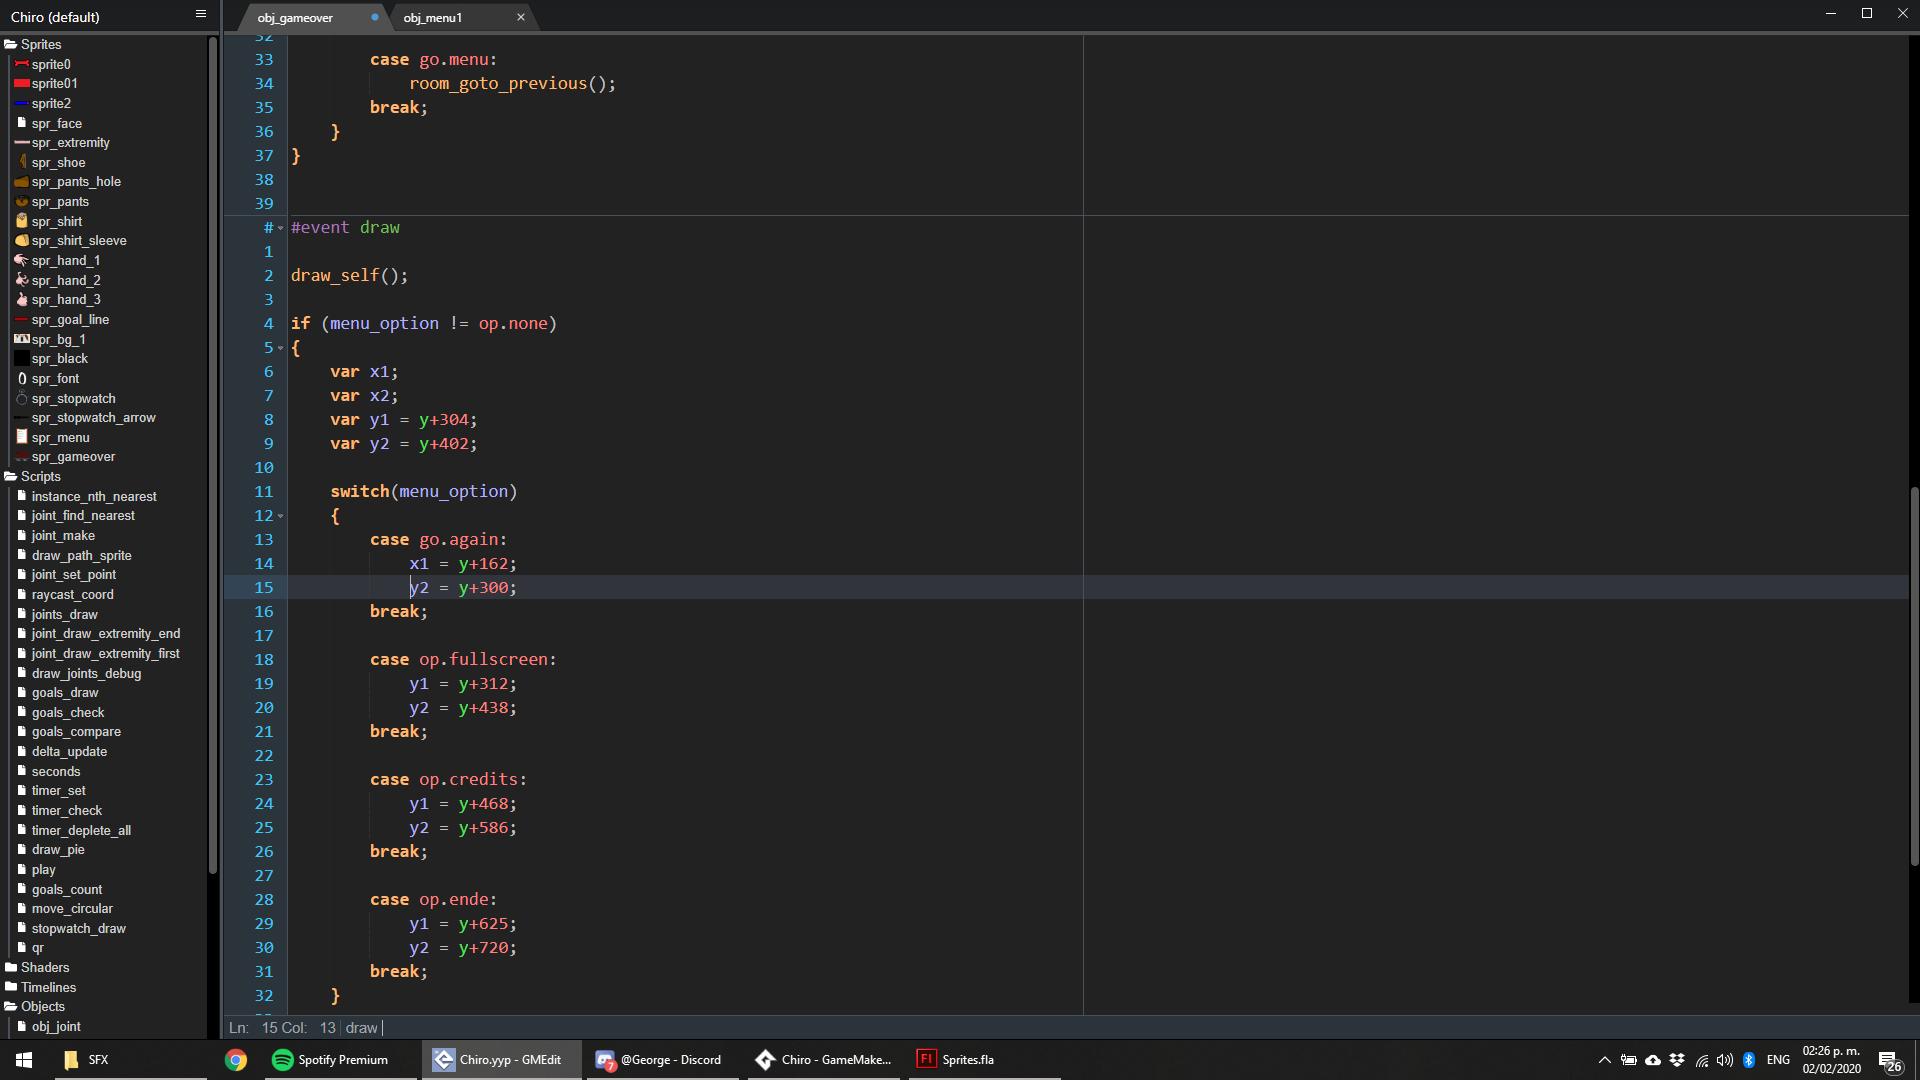 Chiro (default)
obj_gameover
obj_menu1
Sprites
sprite0
sprite01
sprite2
spr_face
spr_extremity
spr_shoe
spr_pants_hole
spr_pants
spr_shirt
spr_shirt_sleeve
spr_hand_1
spr_hand_2
spr_hand_3
spr_goal_line
spr_bg_1
spr_black
spr_font
spr_stopwatch
spr_stopwatch_arrow
spr_menu
spr_gameover
Scripts
instance_nth_nearest
joint_find_nearest
joint_make
draw_path_sprite
joint_set_point
raycast_coord
joints_draw
joint_draw_extremity_end
joint_draw_extremity_first
draw_joints_debug
goals_draw
goals_check
goals_compare
delta_update
seconds
timer_set
timer_check
timer_deplete_all
draw_pie
play
goals_count
move_circular
stopwatch_draw
qr
Shaders
Timelines
Objects
obj_joint
32
33 case go.menu:
34 room_goto_previous();
35 break;
36 }
37 }
38
39
# #event draw
1
2 draw_self();
3
4 if (menu_option != op.none)
5 {
6 var x1;
7 var x2;
8 var y1 = y+304;
9 var y2 = y+402;
10
11 switch(menu_option)
12 {
13 case go.again:
14 x1 = y+162;
15 y2 = y+300;
16 break;
17
18 case op.fullscreen:
19 y1 = y+312;
20 y2 = y+438;
21 break;
22
23 case op.credits:
24 y1 = y+468;
25 y2 = y+586;
26 break;
27
28 case op.ende:
29 y1 = y+625;
30 y2 = y+720;
31 break;
32 }
Ln: 15 Col: 13 draw
SFX
Spotify Premium
Chiro.yyp - GMEdit
7
@George - Discord
Chiro - GameMake...
Fl
Sprites.fla
ENG
02:26 p. m.
02/02/2020
26